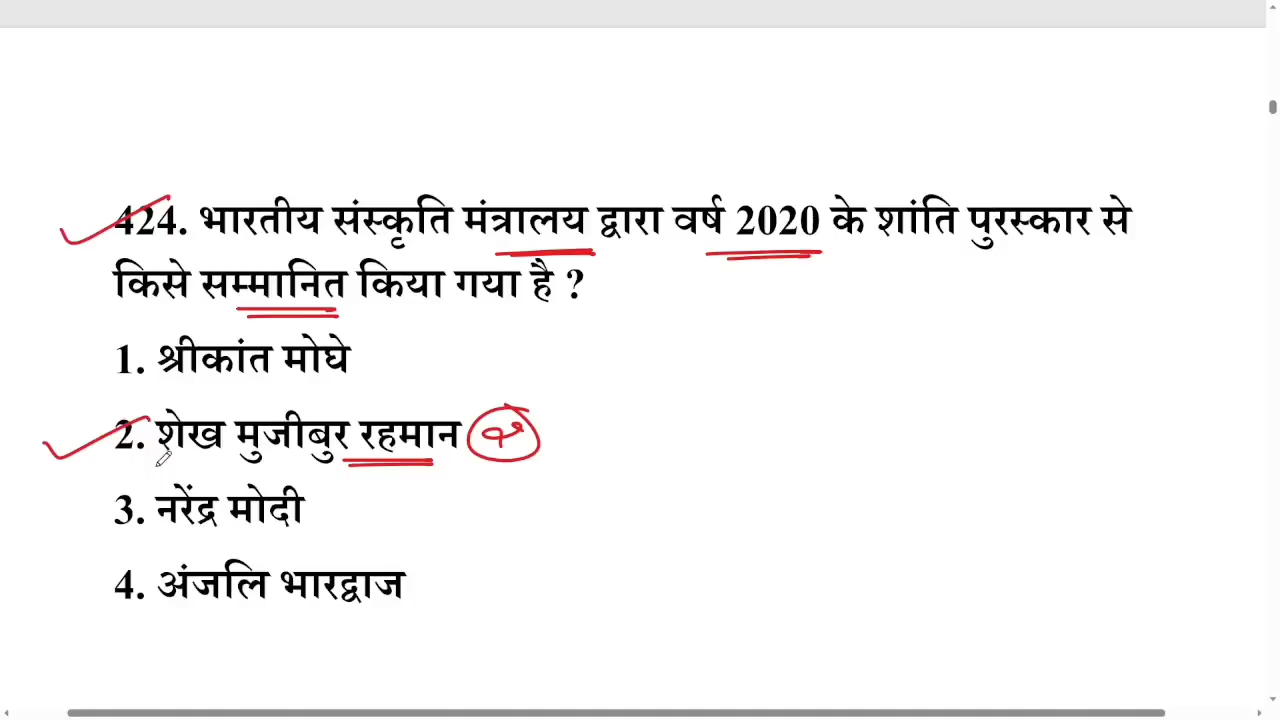 424. भारतीय संस्कृति मंत्रालय द्वारा वर्ष 2020 के शांति पुरस्कार से
किसे सम्मानित किया गया है ?
1. श्रीकांत मोघे
2. शेख मुजीबुर रहमान
3. नरेंद्र मोदी
4. अंजलि भारद्वाज